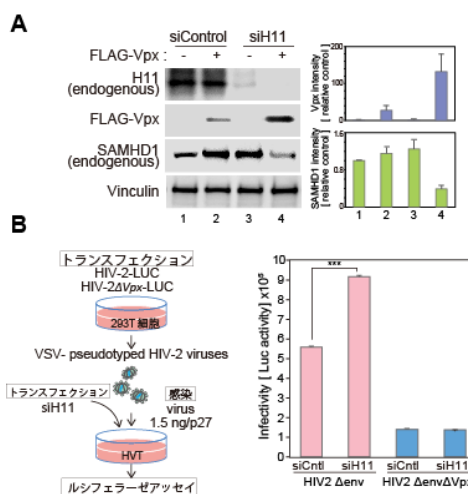 A
siControl siH11
FLAG-Vpx: - + - +
H11
(endogenous)
FLAG-Vpx
SAMHD1
(endogenous)
Vinculin
1 2 3 4
Vpx intensity
[ relative control]
200
100
0
SAMHD1 intensity
[ relative control]
1.6
1.0
0
1 2 3 4
B
トランスフェクション
HIV-2-LUC
HIV-2ΔVpx-LUC
293T 細胞
VSV- pseudotyped HIV-2 viruses
トランスフェクション
siH11
感染
virus
1.5 ng/p27
HVT
ルシフェラーゼアッセイ
Infectivity [ Luc activity] x10⁵
10
9
8
7
6
5
4
3
2
1
0
***
siCntl siH11 siCntl siH11
HIV2 Δenv HIV2 ΔenvΔVpx